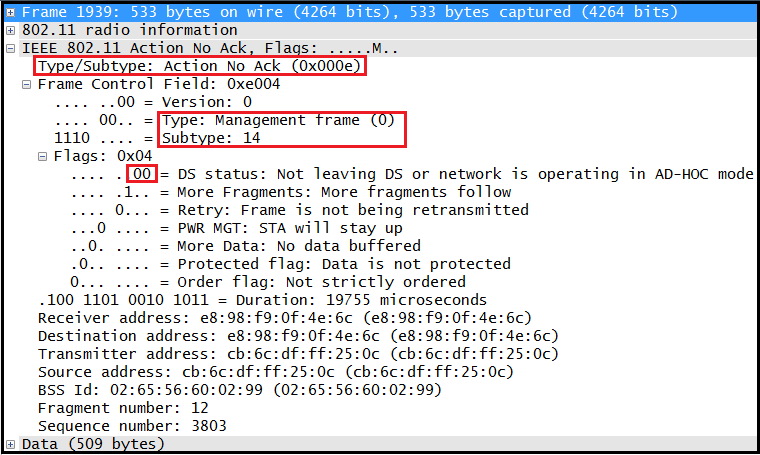 Frame 1939: 533 bytes on wire (4264 bits), 533 bytes captured (4264 bits)
802.11 radio information
IEEE 802.11 Action No Ack, Flags: .....M..
Type/Subtype: Action No Ack (0x000e)
Frame Control Field: 0xe004
.... ..00 = Version: 0
.... 00.. = Type: Management frame (0)
1110 .... = Subtype: 14
Flags: 0x04
.... ..00 = DS status: Not leaving DS or network is operating in AD-HOC mode
.... .1.. = More Fragments: More fragments follow
.... 0... = Retry: Frame is not being retransmitted
...0 .... = PWR MGT: STA will stay up
..0. .... = More Data: No data buffered
.0.. .... = Protected flag: Data is not protected
0... .... = Order flag: Not strictly ordered
.100 1101 0010 1011 = Duration: 19755 microseconds
Receiver address: e8:98:f9:0f:4e:6c (e8:98:f9:0f:4e:6c)
Destination address: e8:98:f9:0f:4e:6c (e8:98:f9:0f:4e:6c)
Transmitter address: cb:6c:df:ff:25:0c (cb:6c:df:ff:25:0c)
Source address: cb:6c:df:ff:25:0c (cb:6c:df:ff:25:0c)
BSS Id: 02:65:56:60:02:99 (02:65:56:60:02:99)
Fragment number: 12
Sequence number: 3803
Data (509 bytes)